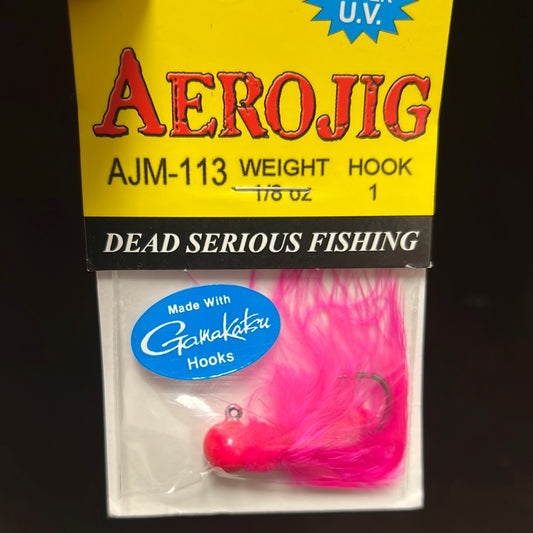 U.V.
AEROJIG
AJM-113 WEIGHT HOOK
1/8 oz 1
DEAD SERIOUS FISHING
Made With
Gamakatsu
Hooks